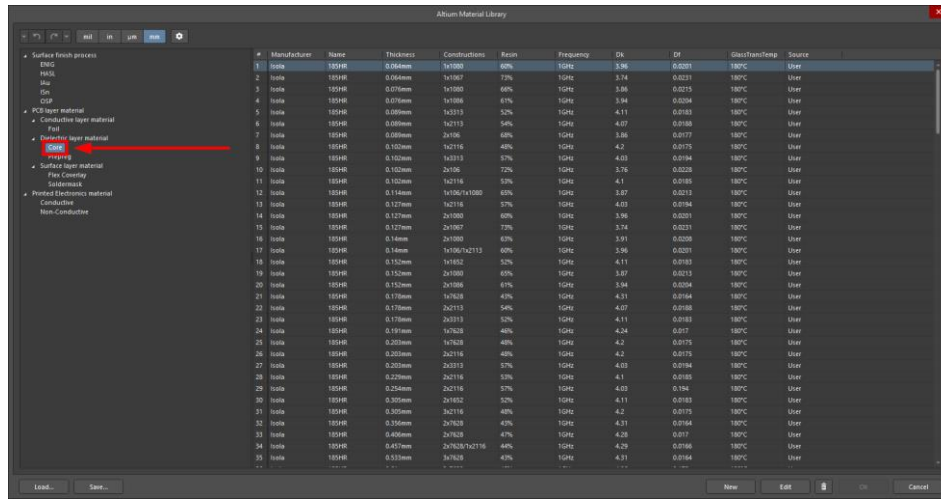 Altium Material Library
mil in µm mm
Surface finish process
ENIG
HASL
IAu
ISn
OSP
PCB layer material
Conductive layer material
Foil
Dielectric layer material
Core
Prepreg
Surface layer material
Flex Coverlay
Soldermask
Printed Electronics material
Conductive
Non-Conductive
# Manufacturer Name Thickness Constructions Resin Frequency Dk Df GlassTransTemp Source
1 Isola 185HR 0.064mm 1x1080 60% 1GHz 3.96 0.0201 180°C User
2 Isola 185HR 0.064mm 1x1067 73% 1GHz 3.74 0.0231 180°C User
3 Isola 185HR 0.076mm 1x1080 66% 1GHz 3.86 0.0215 180°C User
4 Isola 185HR 0.076mm 1x1086 61% 1GHz 3.94 0.0204 180°C User
5 Isola 185HR 0.089mm 1x3313 52% 1GHz 4.11 0.0183 180°C User
6 Isola 185HR 0.089mm 1x2113 54% 1GHz 4.07 0.0188 180°C User
7 Isola 185HR 0.089mm 2x106 68% 1GHz 3.86 0.0177 180°C User
8 Isola 185HR 0.102mm 1x2116 48% 1GHz 4.2 0.0175 180°C User
9 Isola 185HR 0.102mm 1x3313 57% 1GHz 4.03 0.0194 180°C User
10 Isola 185HR 0.102mm 2x106 72% 1GHz 3.76 0.0228 180°C User
11 Isola 185HR 0.102mm 1x2116 53% 1GHz 4.1 0.0185 180°C User
12 Isola 185HR 0.114mm 1x106/1x1080 65% 1GHz 3.87 0.0213 180°C User
13 Isola 185HR 0.127mm 1x2116 57% 1GHz 4.03 0.0194 180°C User
14 Isola 185HR 0.127mm 2x1080 60% 1GHz 3.96 0.0201 180°C User
15 Isola 185HR 0.127mm 2x1067 73% 1GHz 3.74 0.0231 180°C User
16 Isola 185HR 0.14mm 2x1080 63% 1GHz 3.91 0.0208 180°C User
17 Isola 185HR 0.14mm 1x106/1x2113 60% 1GHz 3.96 0.0201 180°C User
18 Isola 185HR 0.152mm 1x1652 52% 1GHz 4.11 0.0183 180°C User
19 Isola 185HR 0.152mm 2x1080 65% 1GHz 3.87 0.0213 180°C User
20 Isola 185HR 0.152mm 2x1086 61% 1GHz 3.94 0.0204 180°C User
21 Isola 185HR 0.178mm 1x7628 43% 1GHz 4.31 0.0164 180°C User
22 Isola 185HR 0.178mm 2x2113 54% 1GHz 4.07 0.0188 180°C User
23 Isola 185HR 0.178mm 2x3313 52% 1GHz 4.11 0.0183 180°C User
24 Isola 185HR 0.191mm 1x7628 46% 1GHz 4.24 0.017 180°C User
25 Isola 185HR 0.203mm 1x7628 48% 1GHz 4.2 0.0175 180°C User
26 Isola 185HR 0.203mm 2x2116 48% 1GHz 4.2 0.0175 180°C User
27 Isola 185HR 0.203mm 2x3313 57% 1GHz 4.03 0.0194 180°C User
28 Isola 185HR 0.229mm 2x2116 53% 1GHz 4.1 0.0185 180°C User
29 Isola 185HR 0.254mm 2x2116 57% 1GHz 4.03 0.194 180°C User
30 Isola 185HR 0.305mm 2x1652 52% 1GHz 4.11 0.0183 180°C User
31 Isola 185HR 0.305mm 3x2116 48% 1GHz 4.2 0.0175 180°C User
32 Isola 185HR 0.356mm 2x7628 43% 1GHz 4.31 0.0164 180°C User
33 Isola 185HR 0.406mm 2x7628 47% 1GHz 4.28 0.017 180°C User
34 Isola 185HR 0.457mm 2x7628/1x2116 44% 1GHz 4.29 0.0166 180°C User
35 Isola 185HR 0.533mm 3x7628 43% 1GHz 4.31 0.0164 180°C User
Load... Save... New Edit Ok Cancel